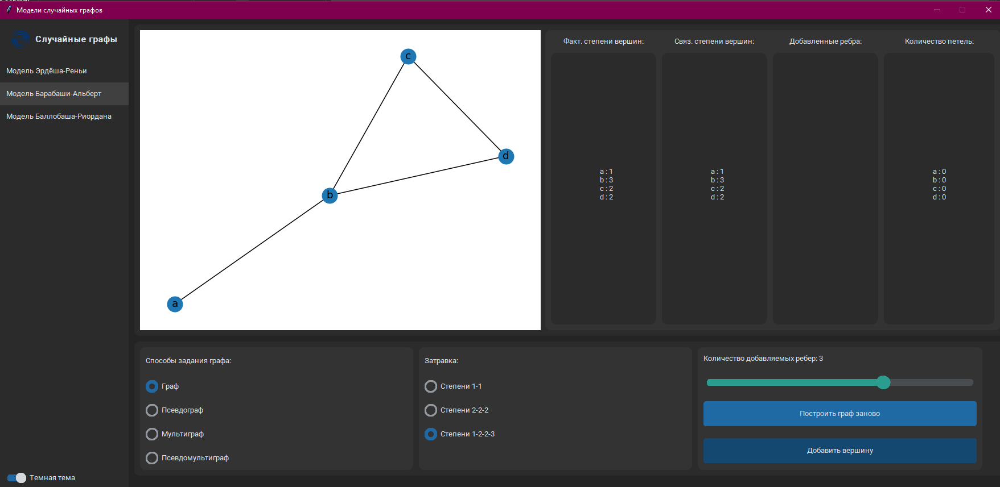 Модели случайных графов
Случайные графы
Модель Эрдёша-Реньи
Модель Барабаши-Альберт
Модель Баллобаша-Риордана
Темная тема
c
d
b
a
Факт. степени вершин:
a : 1
b : 3
c : 2
d : 2
Связ. степени вершин:
a : 1
b : 3
c : 2
d : 2
Добавленные ребра:
Количество петель:
a : 0
b : 0
c : 0
d : 0
Способы задания графа:
Граф
Псевдограф
Мультиграф
Псевдомультиграф
Затравка:
Степени 1-1
Степени 2-2-2
Степени 1-2-2-3
Количество добавляемых ребер: 3
Построить граф заново
Добавить вершину